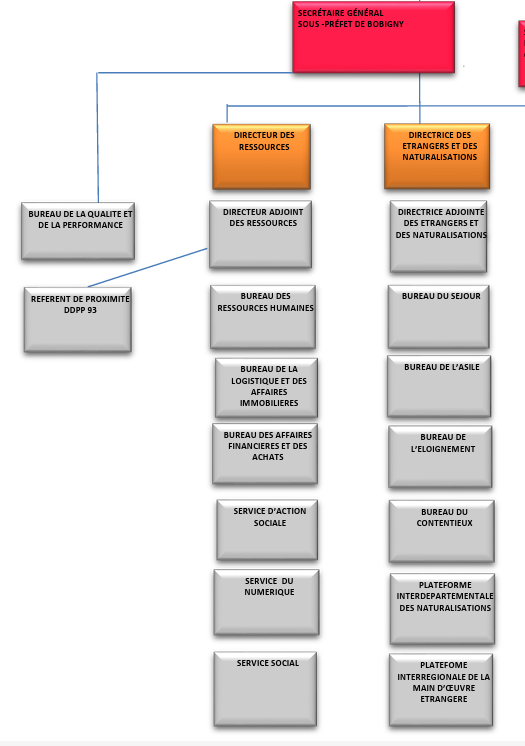 SECRÉTAIRE GÉNÉRAL
SOUS -PRÉFET DE BOBIGNY
DIRECTEUR DES
RESSOURCES
DIRECTRICE DES
ETRANGERS ET DES
NATURALISATIONS
BUREAU DE LA QUALITE ET
DE LA PERFORMANCE
DIRECTEUR ADJOINT
DES RESSOURCES
DIRECTRICE ADJOINTE
DES ETRANGERS ET
DES NATURALISATIONS
REFERENT DE PROXIMITE
DDPP 93
BUREAU DES
RESSOURCES HUMAINES
BUREAU DU SEJOUR
BUREAU DE LA
LOGISTIQUE ET DES
AFFAIRES
IMMOBILIERES
BUREAU DE L'ASILE
BUREAU DES AFFAIRES
FINANCIERES ET DES
ACHATS
BUREAU DE
L'ELOIGNEMENT
SERVICE D'ACTION
SOCIALE
BUREAU DU
CONTENTIEUX
SERVICE DU
NUMERIQUE
PLATEFORME
INTERDEPARTEMENTALE
DES NATURALISATIONS
SERVICE SOCIAL
PLATEFOME
INTERREGIONALE DE LA
MAIN D'ŒUVRE
ETRANGERE